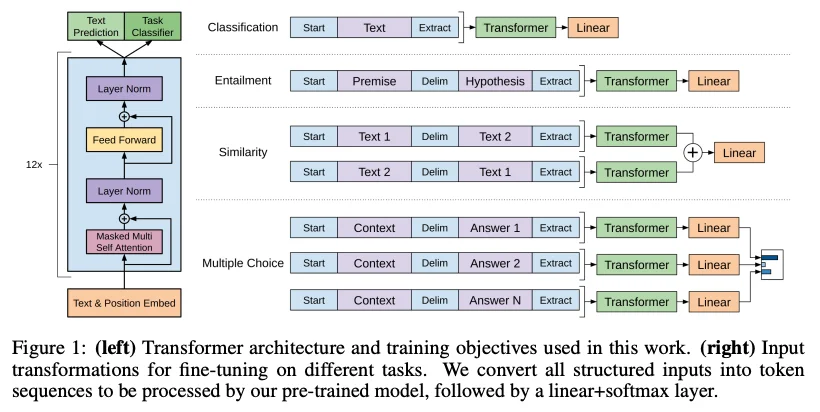 Text
Prediction
Task
Classifier
12x
Layer Norm
+
Feed Forward
Layer Norm
+
Masked Multi
Self Attention
Text & Position Embed
Classification
Start Text Extract Transformer Linear
Entailment
Start Premise Delim Hypothesis Extract Transformer Linear
Similarity
Start Text 1 Delim Text 2 Extract Transformer
+ Linear
Start Text 2 Delim Text 1 Extract Transformer
Multiple Choice
Start Context Delim Answer 1 Extract Transformer Linear
Start Context Delim Answer 2 Extract Transformer Linear
Start Context Delim Answer N Extract Transformer Linear
Figure 1: (left) Transformer architecture and training objectives used in this work. (right) Input
transformations for fine-tuning on different tasks. We convert all structured inputs into token
sequences to be processed by our pre-trained model, followed by a linear+softmax layer.